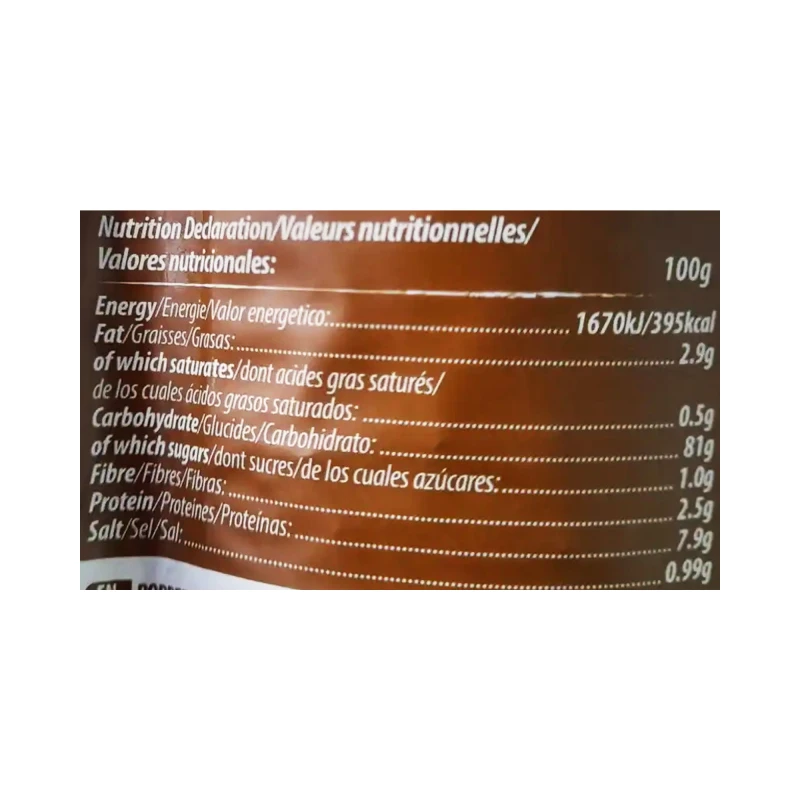 Nutrition Declaration/Valeurs nutritionnelles/
Valores nutricionales: 100g
Energy/Energie/Valor energetico: 1670kJ/395kcal
Fat/Graisses/Grasas: 2.9g
of which saturates/dont acides gras saturés/
de los cuales ácidos grasos saturados: 0.5g
Carbohydrate/Glucides/Carbohidrato: 81g
of which sugars/dont sucres/de los cuales azúcares: 1.0g
Fibre/Fibres/Fibras: 2.5g
Protein/Proteines/Proteínas: 7.9g
Salt/Sel/Sal: 0.99g
EN